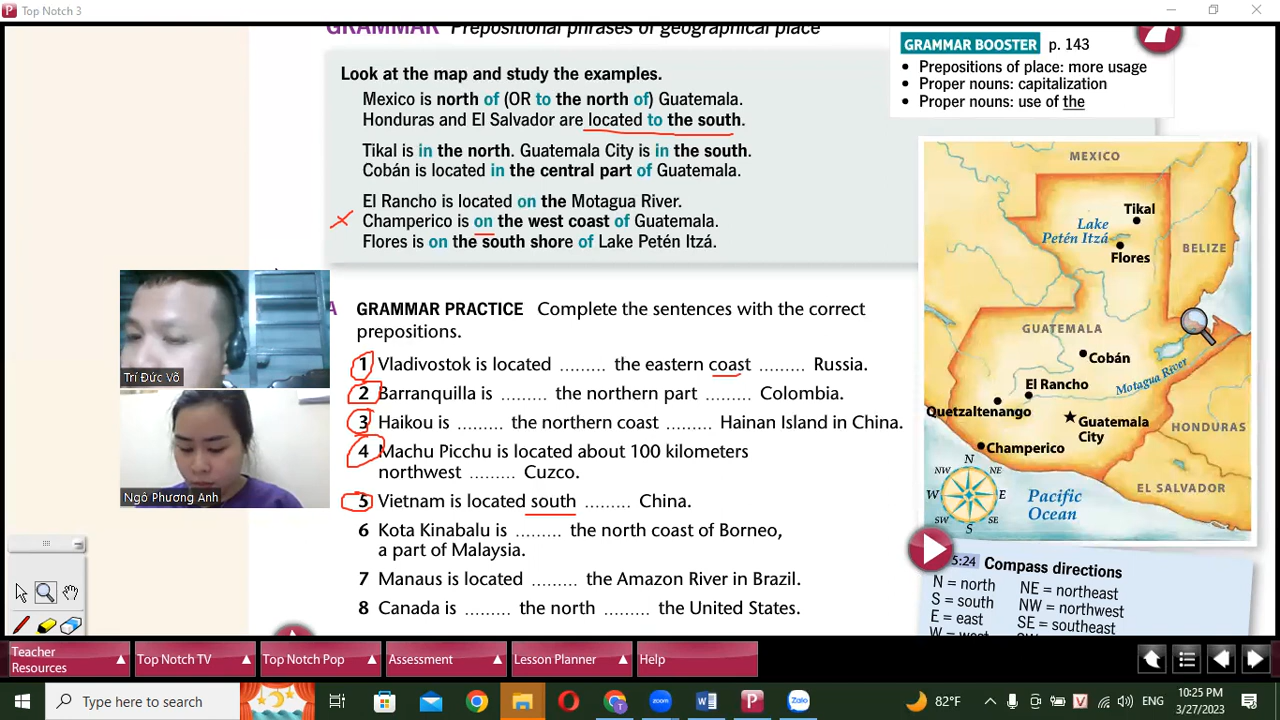 Top Notch 3
GRAMMAR Prepositional phrases of geographical place
Look at the map and study the examples.
Mexico is north of (OR to the north of) Guatemala.
Honduras and El Salvador are located to the south.
Tikal is in the north. Guatemala City is in the south.
Cobán is located in the central part of Guatemala.
El Rancho is located on the Motagua River.
Champerico is on the west coast of Guatemala.
Flores is on the south shore of Lake Petén Itzá.
GRAMMAR BOOSTER p. 143
• Prepositions of place: more usage
• Proper nouns: capitalization
• Proper nouns: use of the
MEXICO
Tikal
Lake
Petén Itzá
Flores
BELIZE
GUATEMALA
Cobán
El Rancho
Motagua River
Quetzaltenango
Guatemala
City
HONDURAS
Champerico
EL SALVADOR
Pacific
Ocean
N
NE
E
SE
S
SW
W
NW
A GRAMMAR PRACTICE Complete the sentences with the correct
prepositions.
1 Vladivostok is located ......... the eastern coast ......... Russia.
2 Barranquilla is ......... the northern part ......... Colombia.
3 Haikou is ......... the northern coast ......... Hainan Island in China.
4 Machu Picchu is located about 100 kilometers
northwest ......... Cuzco.
5 Vietnam is located south ......... China.
6 Kota Kinabalu is ......... the north coast of Borneo,
a part of Malaysia.
7 Manaus is located ......... the Amazon River in Brazil.
8 Canada is ......... the north ......... the United States.
Trí Đức Võ
Ngô Phương Anh
5:24 Compass directions
N = north
S = south
E = east
W = west
NE = northeast
NW = northwest
SE = southeast
Teacher
Resources
Top Notch TV
Top Notch Pop
Assessment
Lesson Planner
Help
Type here to search
82°F
ENG
10:25 PM
3/27/2023